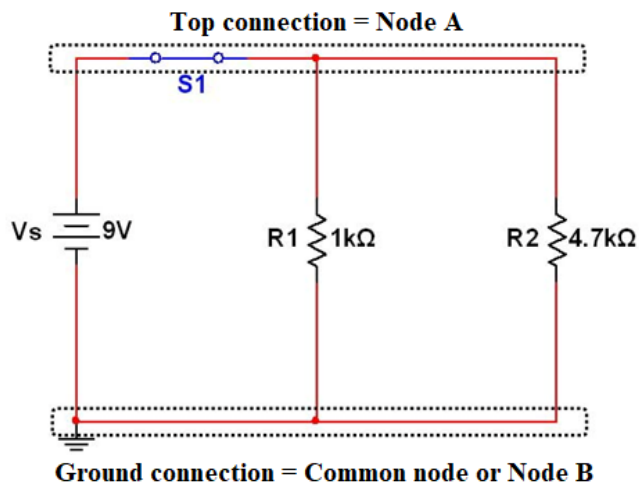 Top connection = Node A
S1
Vs 9V
R1 1kΩ
R2 4.7kΩ
Ground connection = Common node or Node B